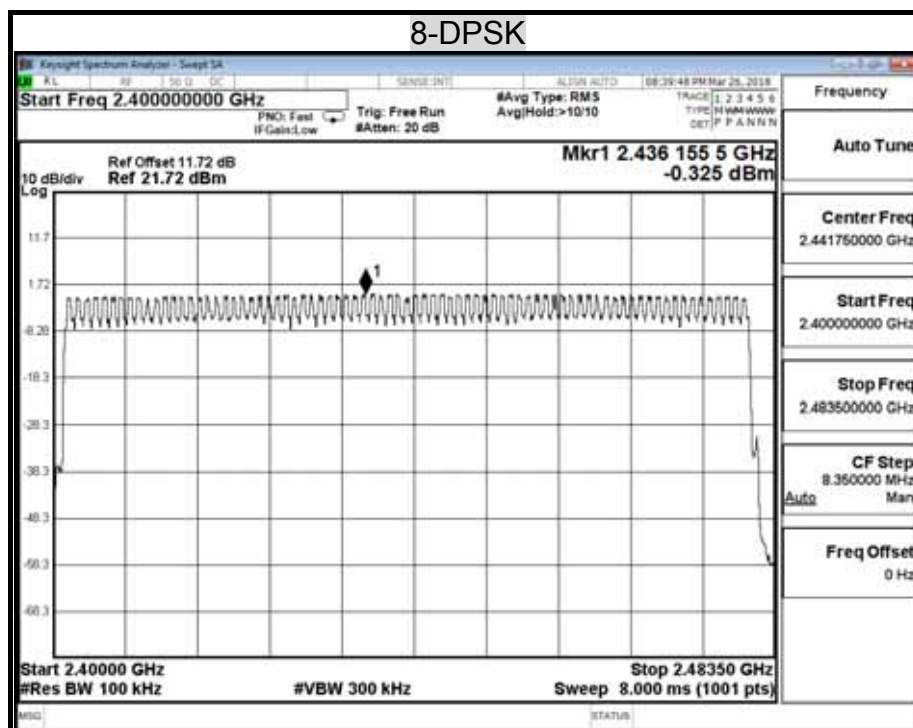 8-DPSK
Keysight Spectrum Analyzer - Swept SA
RL RF 50 Ω DC SENSE:INT ALIGN AUTO 08:39:48 PM Mar 26, 2018
Start Freq 2.400000000 GHz
PNO: Fast
IFGain:Low
Trig: Free Run
#Atten: 20 dB
#Avg Type: RMS
Avg|Hold:>10/10
TRACE 1 2 3 4 5 6
TYPE M WWWWW
DET P P A N N N
Ref Offset 11.72 dB
10 dB/div Ref 21.72 dBm
Log
Mkr1 2.436 155 5 GHz
-0.325 dBm
11.7
1.72
-8.28
-18.3
-28.3
-38.3
-48.3
-58.3
-68.3
1
Start 2.40000 GHz
Stop 2.48350 GHz
#Res BW 100 kHz
#VBW 300 kHz
Sweep 8.000 ms (1001 pts)
MSG
STATUS
Frequency
Auto Tune
Center Freq
2.441750000 GHz
Start Freq
2.400000000 GHz
Stop Freq
2.483500000 GHz
CF Step
8.350000 MHz
Auto Man
Freq Offset
0 Hz